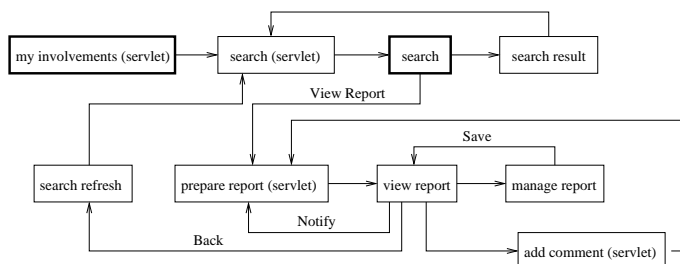 my involvements (servlet)
search (servlet)
search
search result
View Report
Save
search refresh
prepare report (servlet)
view report
manage report
Notify
Back
add comment (servlet)